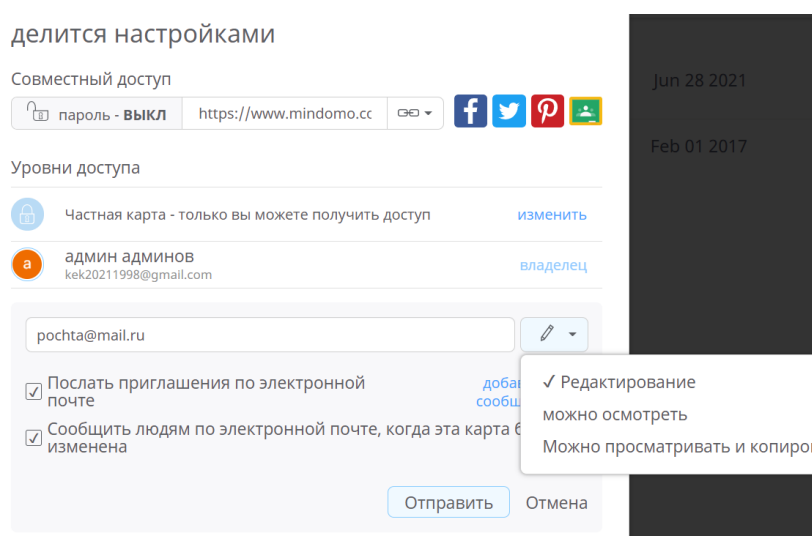 делится настройками
Совместный доступ
пароль - ВЫКЛ https://www.mindomo.cc
Jun 28 2021
Feb 01 2017
Уровни доступа
Частная карта - только вы можете получить доступ изменить
а
админ админов
kek20211998@gmail.com
владелец
pochta@mail.ru
Послать приглашения по электронной
почте
Сообщить людям по электронной почте, когда эта карта
изменена
✓ Редактирование
можно осмотреть
Можно просматривать и
Отправить Отмена